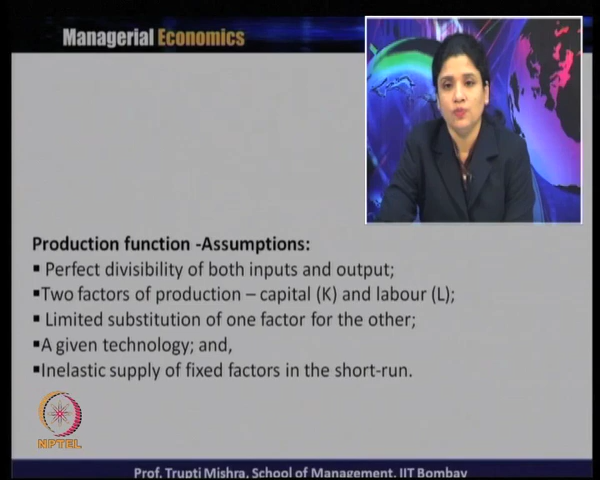 Managerial Economics
Production function -Assumptions:
▪ Perfect divisibility of both inputs and output;
▪Two factors of production – capital (K) and labour (L);
▪ Limited substitution of one factor for the other;
▪A given technology; and,
▪Inelastic supply of fixed factors in the short-run.
NPTEL
Prof. Trupti Mishra, School of Management, IIT Bombay